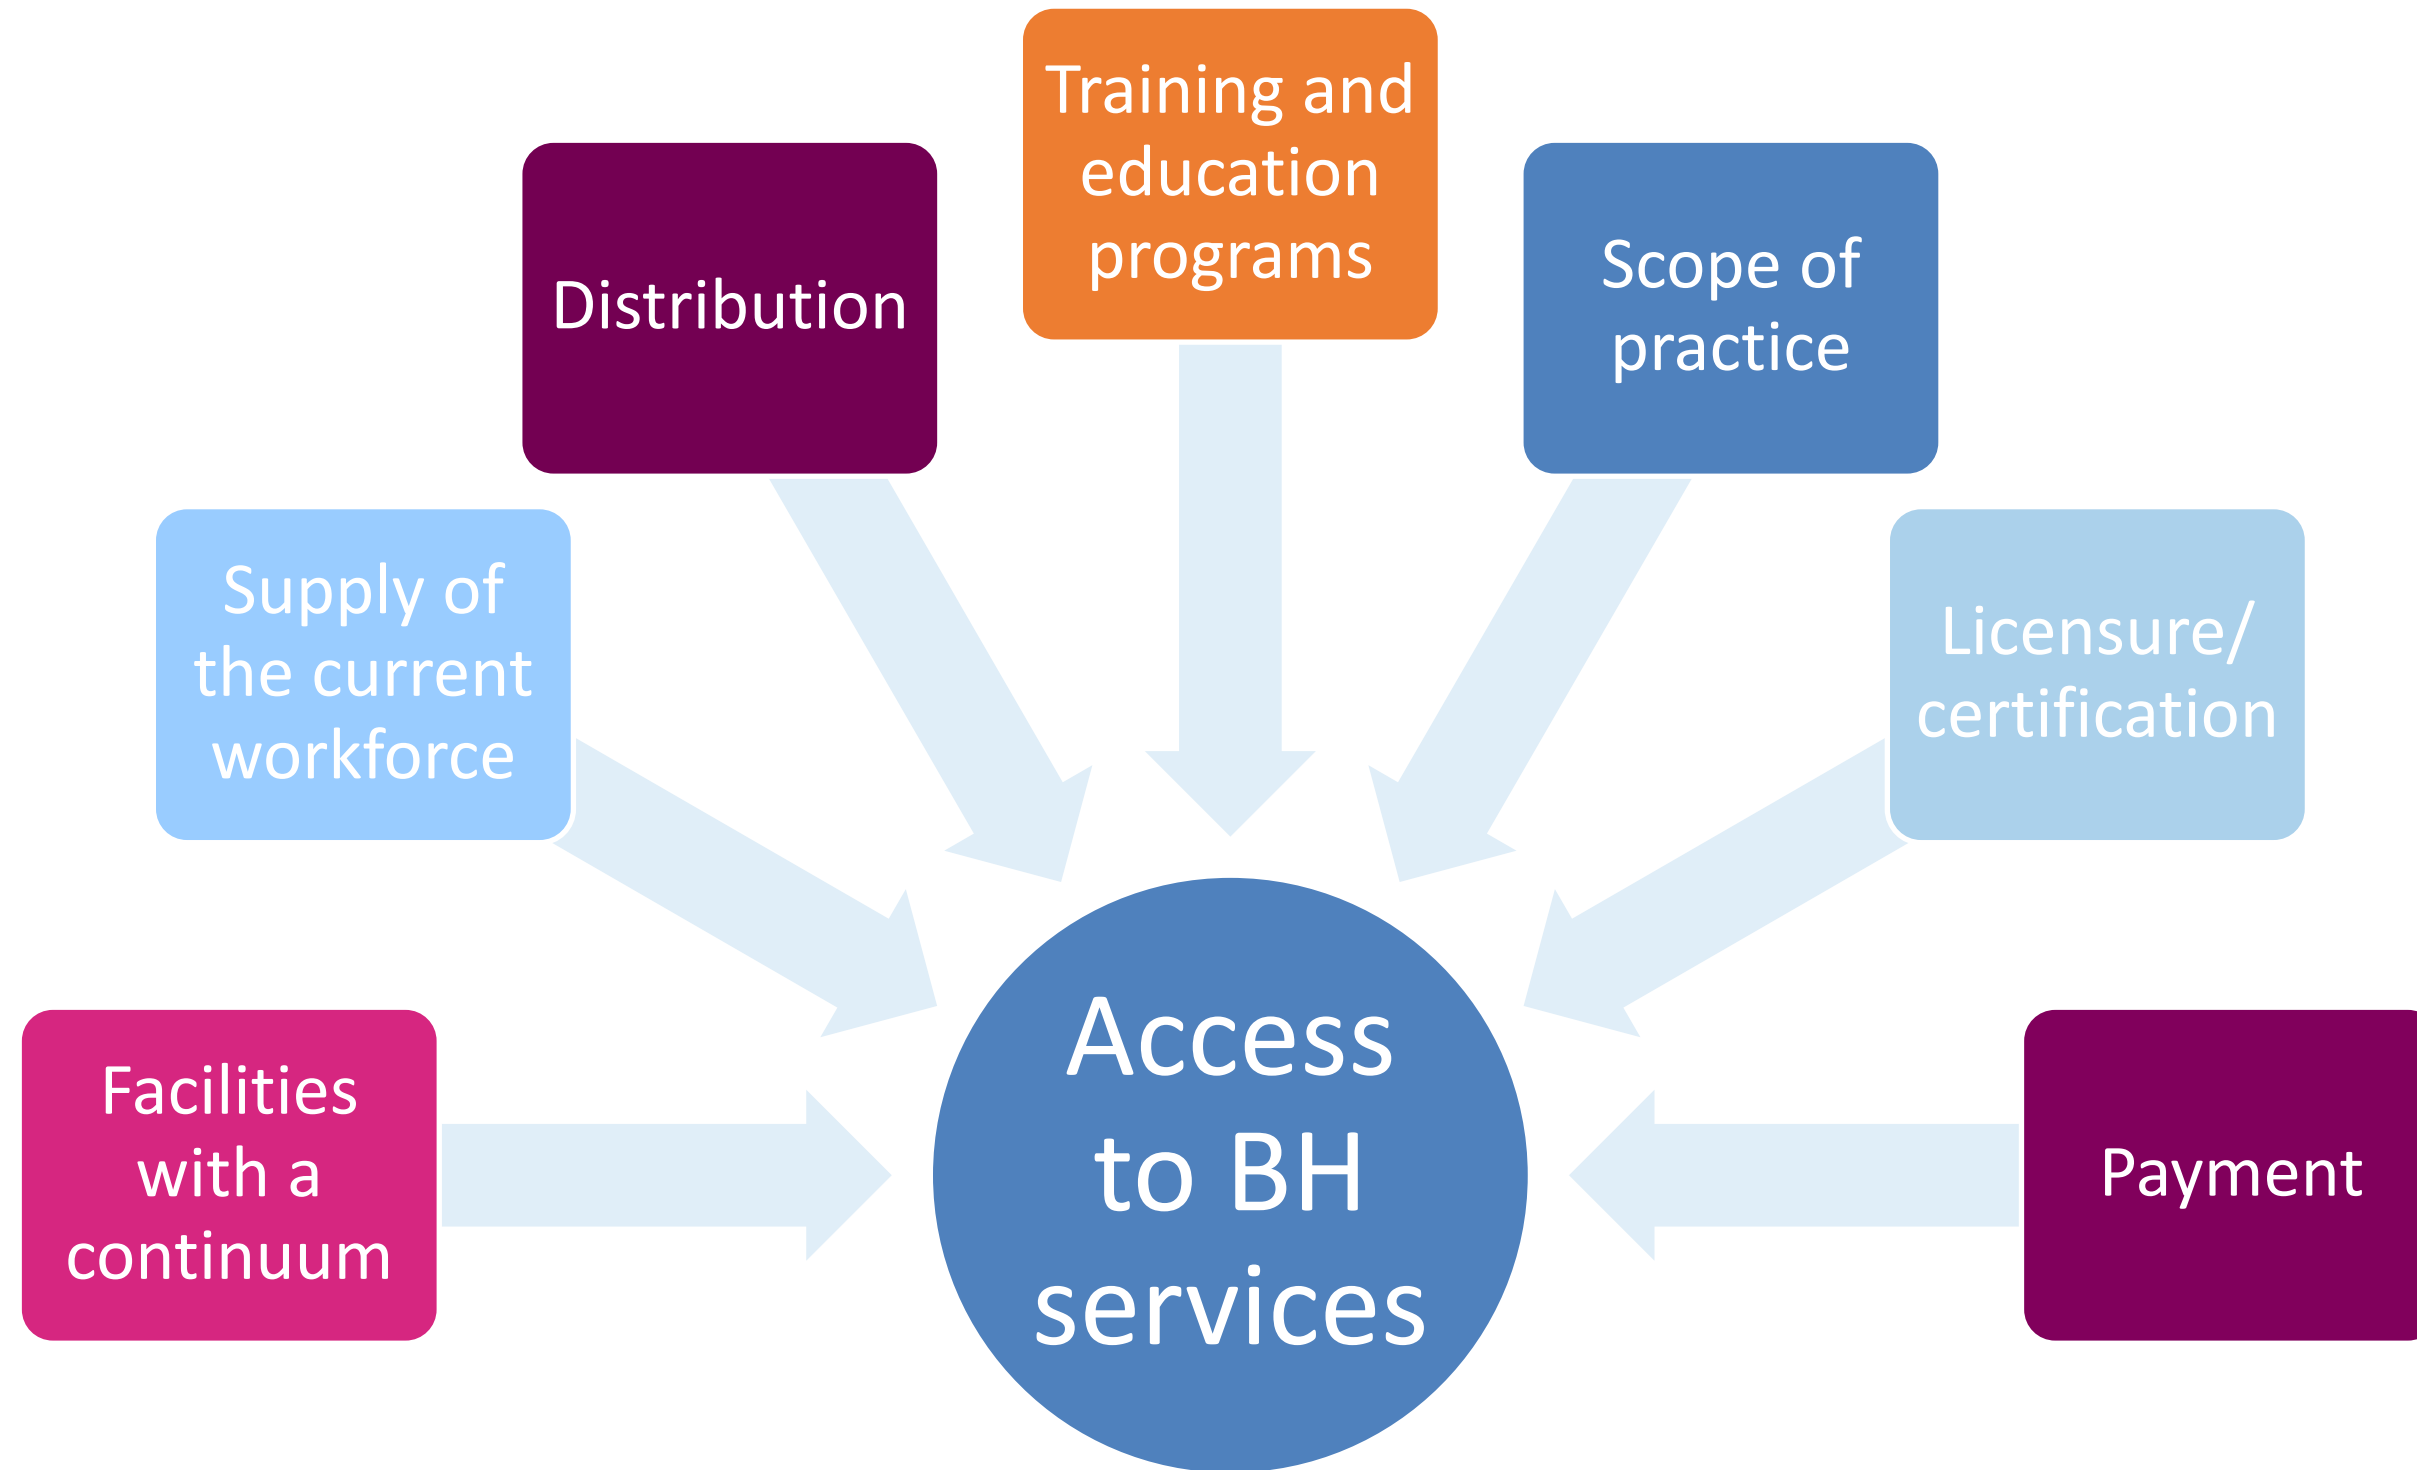 Training and
education
programs
Distribution
Scope of
practice
Supply of
the current
workforce
Licensure/
certification
Facilities
with a
continuum
Access
to BH
services
Payment